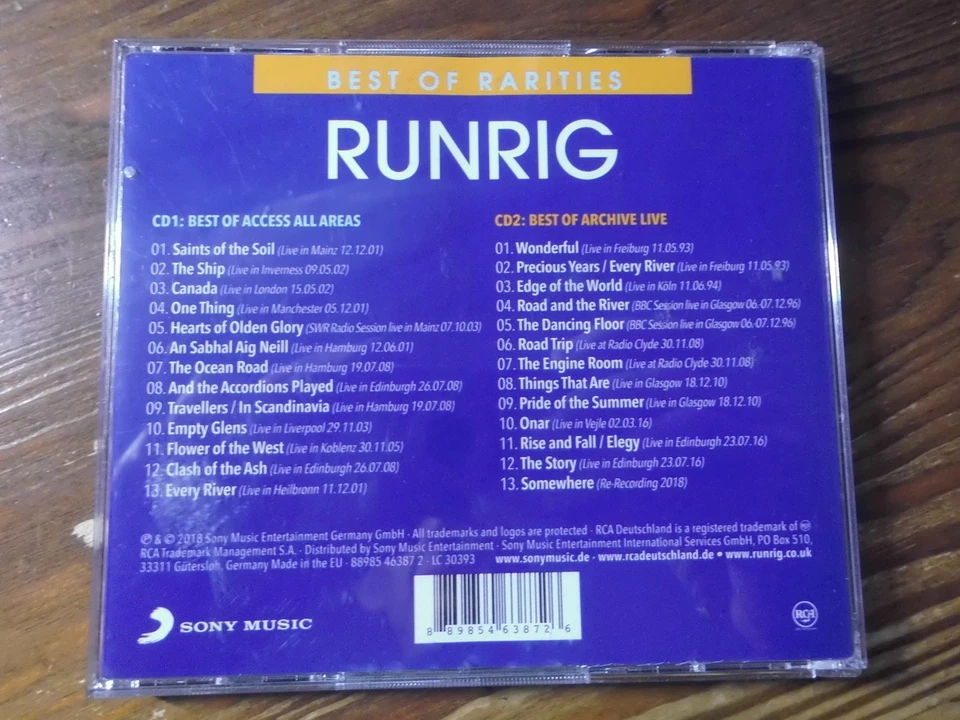 BEST OF RARITIES
RUNRIG
CD1: BEST OF ACCESS ALL AREAS
01. Saints of the Soil (Live in Mainz 12.12.01)
02. The Ship (Live in Inverness 09.05.02)
03. Canada (Live in London 15.05.02)
04. One Thing (Live in Manchester 05.12.01)
05. Hearts of Olden Glory (SWR Radio Session live in Mainz 07.10.03)
06. An Sabhal Aig Neill (Live in Hamburg 12.06.01)
07. The Ocean Road (Live in Hamburg 19.07.08)
08. And the Accordions Played (Live in Edinburgh 26.07.08)
09. Travellers / In Scandinavia (Live in Hamburg 19.07.08)
10. Empty Glens (Live in Liverpool 29.11.03)
11. Flower of the West (Live in Koblenz 30.11.05)
12. Clash of the Ash (Live in Edinburgh 26.07.08)
13. Every River (Live in Heilbronn 11.12.01)
CD2: BEST OF ARCHIVE LIVE
01. Wonderful (Live in Freiburg 11.05.93)
02. Precious Years / Every River (Live in Freiburg 11.05.93)
03. Edge of the World (Live in Köln 11.06.94)
04. Road and the River (BBC Session live in Glasgow 06.-07.12.96)
05. The Dancing Floor (BBC Session live in Glasgow 06.-07.12.96)
06. Road Trip (Live at Radio Clyde 30.11.08)
07. The Engine Room (Live at Radio Clyde 30.11.08)
08. Things That Are (Live in Glasgow 18.12.10)
09. Pride of the Summer (Live in Glasgow 18.12.10)
10. Onar (Live in Vejle 02.03.16)
11. Rise and Fall / Elegy (Live in Edinburgh 23.07.16)
12. The Story (Live in Edinburgh 23.07.16)
13. Somewhere (Re-Recording 2018)
℗ & © 2018 Sony Music Entertainment Germany GmbH · All trademarks and logos are protected · RCA Deutschland is a registered trademark of
RCA Trademark Management S.A. · Distributed by Sony Music Entertainment · Sony Music Entertainment International Services GmbH, PO Box 510,
33311 Gütersloh, Germany Made in the EU · 88985 46387 2 · LC 30393 www.sonymusic.de · www.rcadeutschland.de • www.runrig.co.uk
SONY MUSIC
8 89854 63872 6
RCA